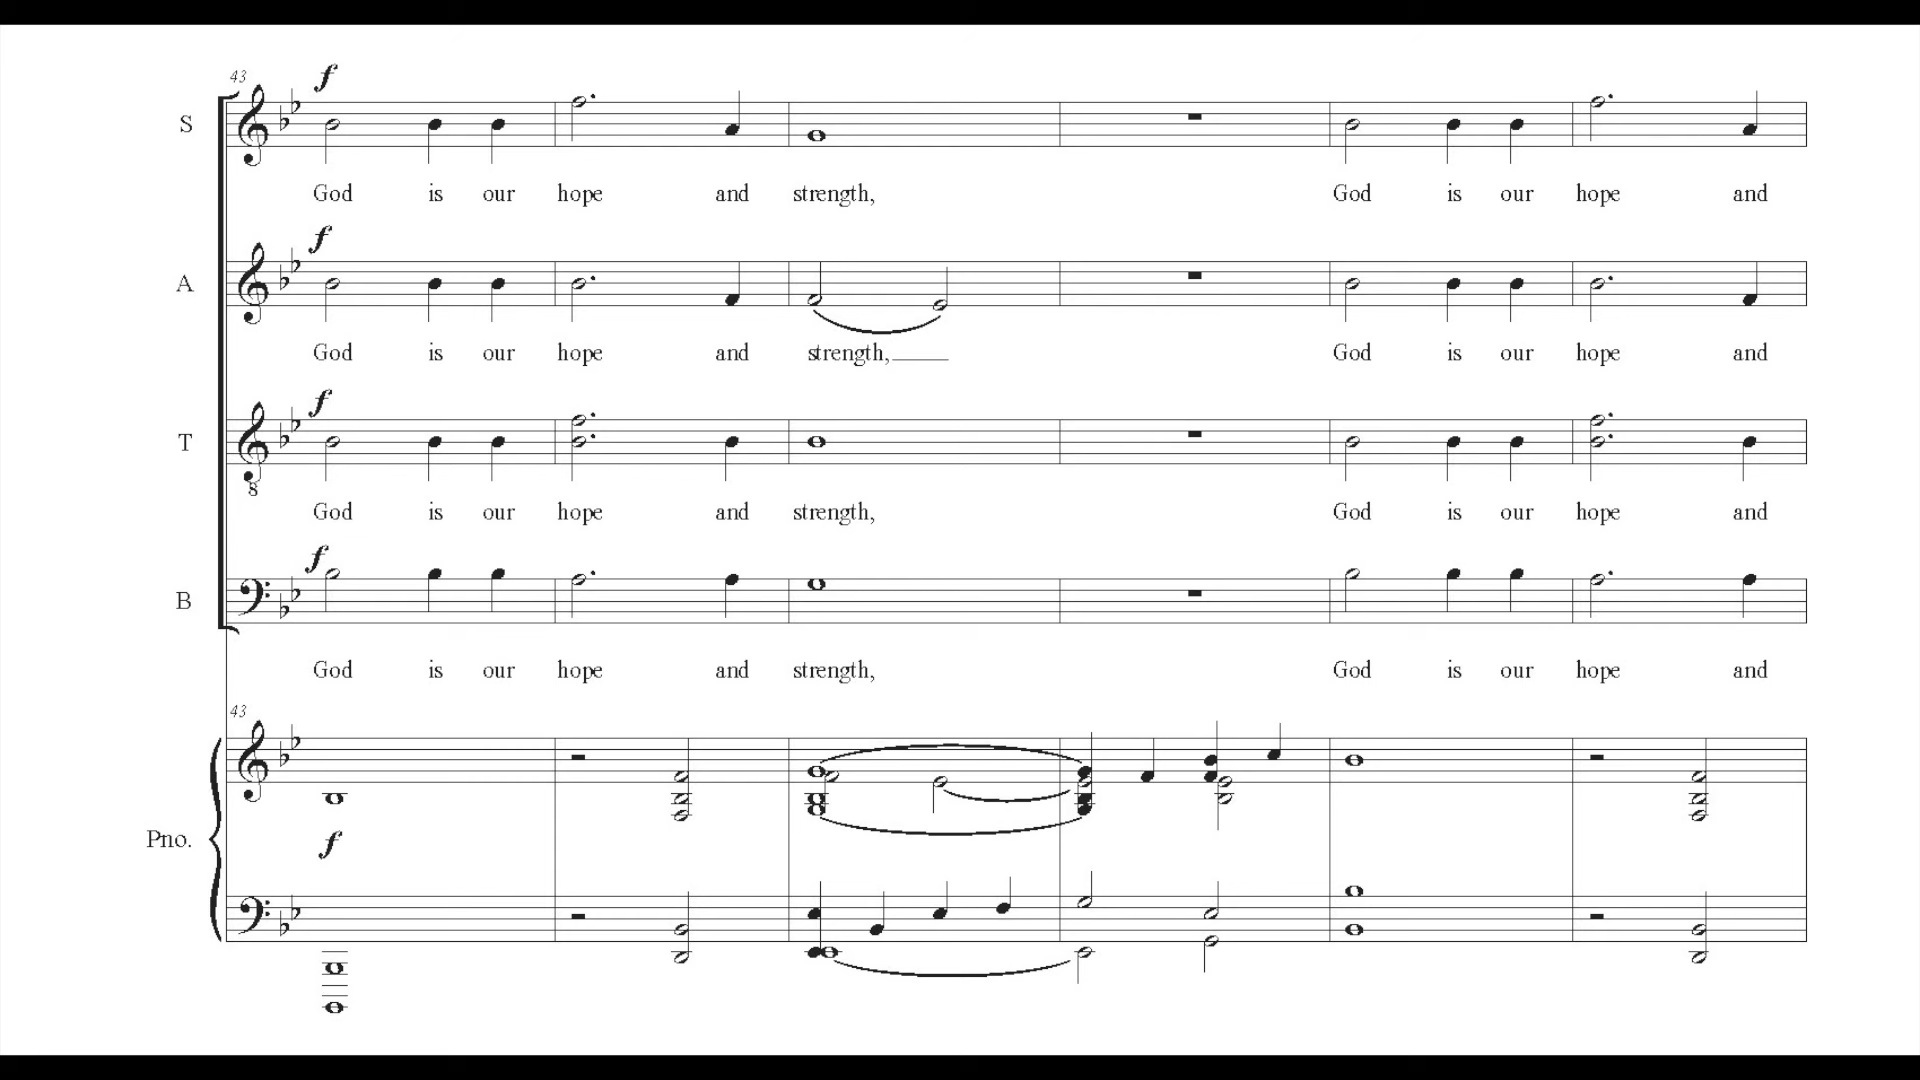 43
f
S
God is our hope and strength, God is our hope and
f
A
God is our hope and strength, God is our hope and
f
T
8
God is our hope and strength, God is our hope and
f
B
God is our hope and strength, God is our hope and
43
Pno.
f